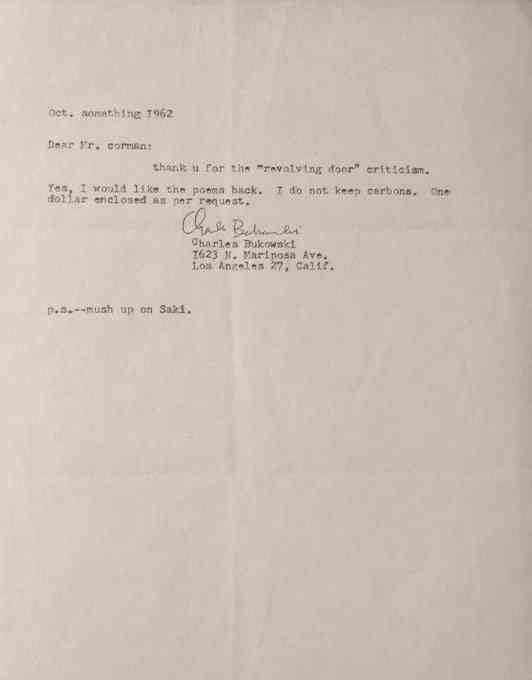 Oct. something 1962
Dear Mr. corman:
thank u for the "revolving door" criticism.
Yes, I would like the poems back. I do not keep carbons. One
dollar enclosed as per request.
Charles Bukowski
Charles Bukowski
1623 N. Mariposa Ave.
Los Angeles 27, Calif.
p.s.--mush up on Saki.